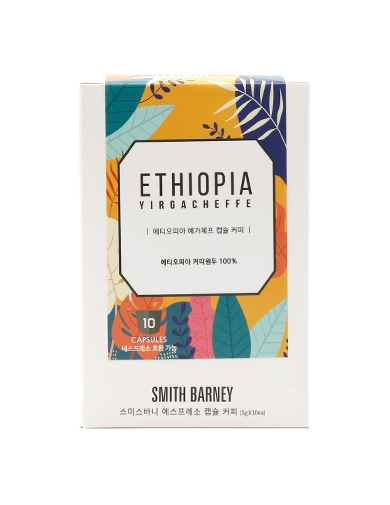 ETHIOPIA
YIRGACHEFFE
| 에티오피아 예가체프 캡슐 커피 |
에티오피아 커피원두 100%
10
CAPSULES
네스프레소 호환 가능
SMITH BARNEY
스미스바니 에스프레소 캡슐 커피 (5gX10ea)